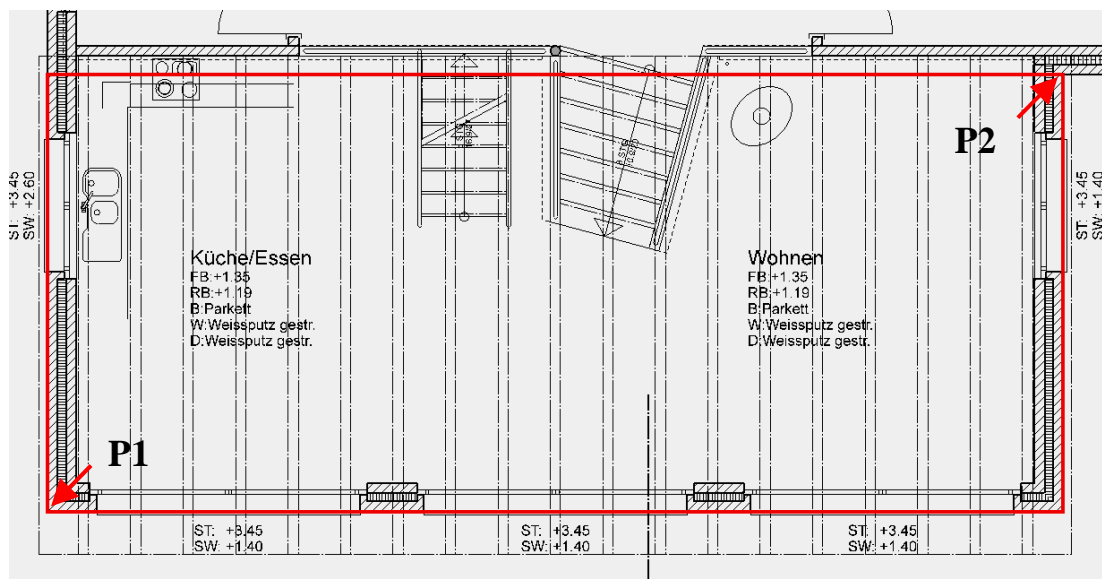 P2
ST: +3.45
SW: +2.60
ST: +3.45
SW: +1.40
Küche/Essen
FB:+1.35
RB:+1.19
B:Parkett
W:Weissputz gestr.
D:Weissputz gestr.
Wohnen
FB:+1.35
RB:+1.19
B:Parkett
W:Weissputz gestr.
D:Weissputz gestr.
P1
ST: +3.45
SW: +1.40
ST: +3.45
SW: +1.40
ST: +3.45
SW: +1.40